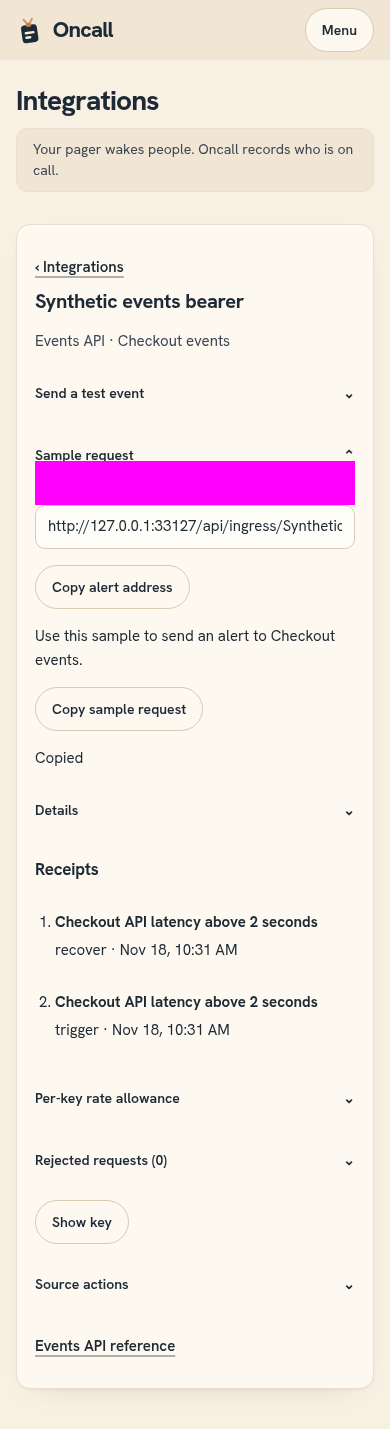 Oncall
Menu
Integrations
Your pager wakes people. Oncall records who is on
call.
‹ Integrations
Synthetic events bearer
Events API · Checkout events
Send a test event
Sample request
http://127.0.0.1:33127/api/ingress/Synthetic
Copy alert address
Use this sample to send an alert to Checkout
events.
Copy sample request
Copied
Details
Receipts
1. Checkout API latency above 2 seconds
recover · Nov 18, 10:31 AM
2. Checkout API latency above 2 seconds
trigger · Nov 18, 10:31 AM
Per-key rate allowance
Rejected requests (0)
Show key
Source actions
Events API reference